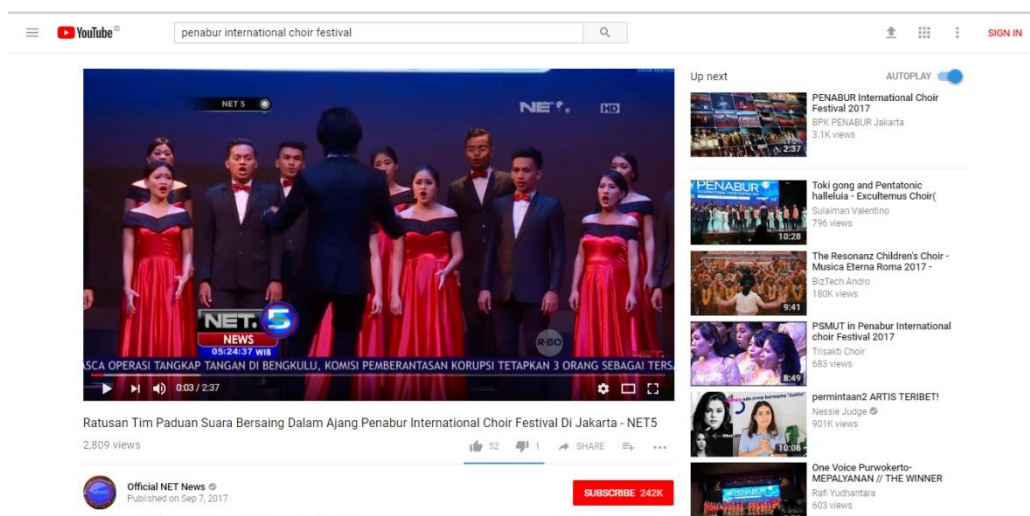 YouTube ID
penabur international choir festival
SIGN IN
NET 5
NET.
HD
NET. 5
NEWS
05:24:37 WIB
R-BO
ASCA OPERASI TANGKAP TANGAN DI BENGKULU, KOMISI PEMBERANTASAN KORUPSI TETAPKAN 3 ORANG SEBAGAI TERS
0:03 / 2:37
Ratusan Tim Paduan Suara Bersaing Dalam Ajang Penabur International Choir Festival Di Jakarta - NET5
2,809 views
52
1
SHARE
Official NET News
Published on Sep 7, 2017
SUBSCRIBE 242K
Up next
AUTOPLAY
PENABUR International Choir
Festival 2017
BPK PENABUR Jakarta
3.1K views
2:37
PENABUR
Toki gong and Pentatonic
halleluia - Excultemus Choir(
Sulaiman Valentino
796 views
10:28
The Resonanz Children's Choir -
Musica Eterna Roma 2017 -
BizTech Andro
180K views
9:41
PSMUT in Penabur International
choir Festival 2017
Trisakti Choir
683 views
8:49
permintaan2 ARTIS TERIBET!
Nessie Judge
901K views
10:08
One Voice Purwokerto-
MEPALYANAN // THE WINNER
Rafi Yudhantara
603 views